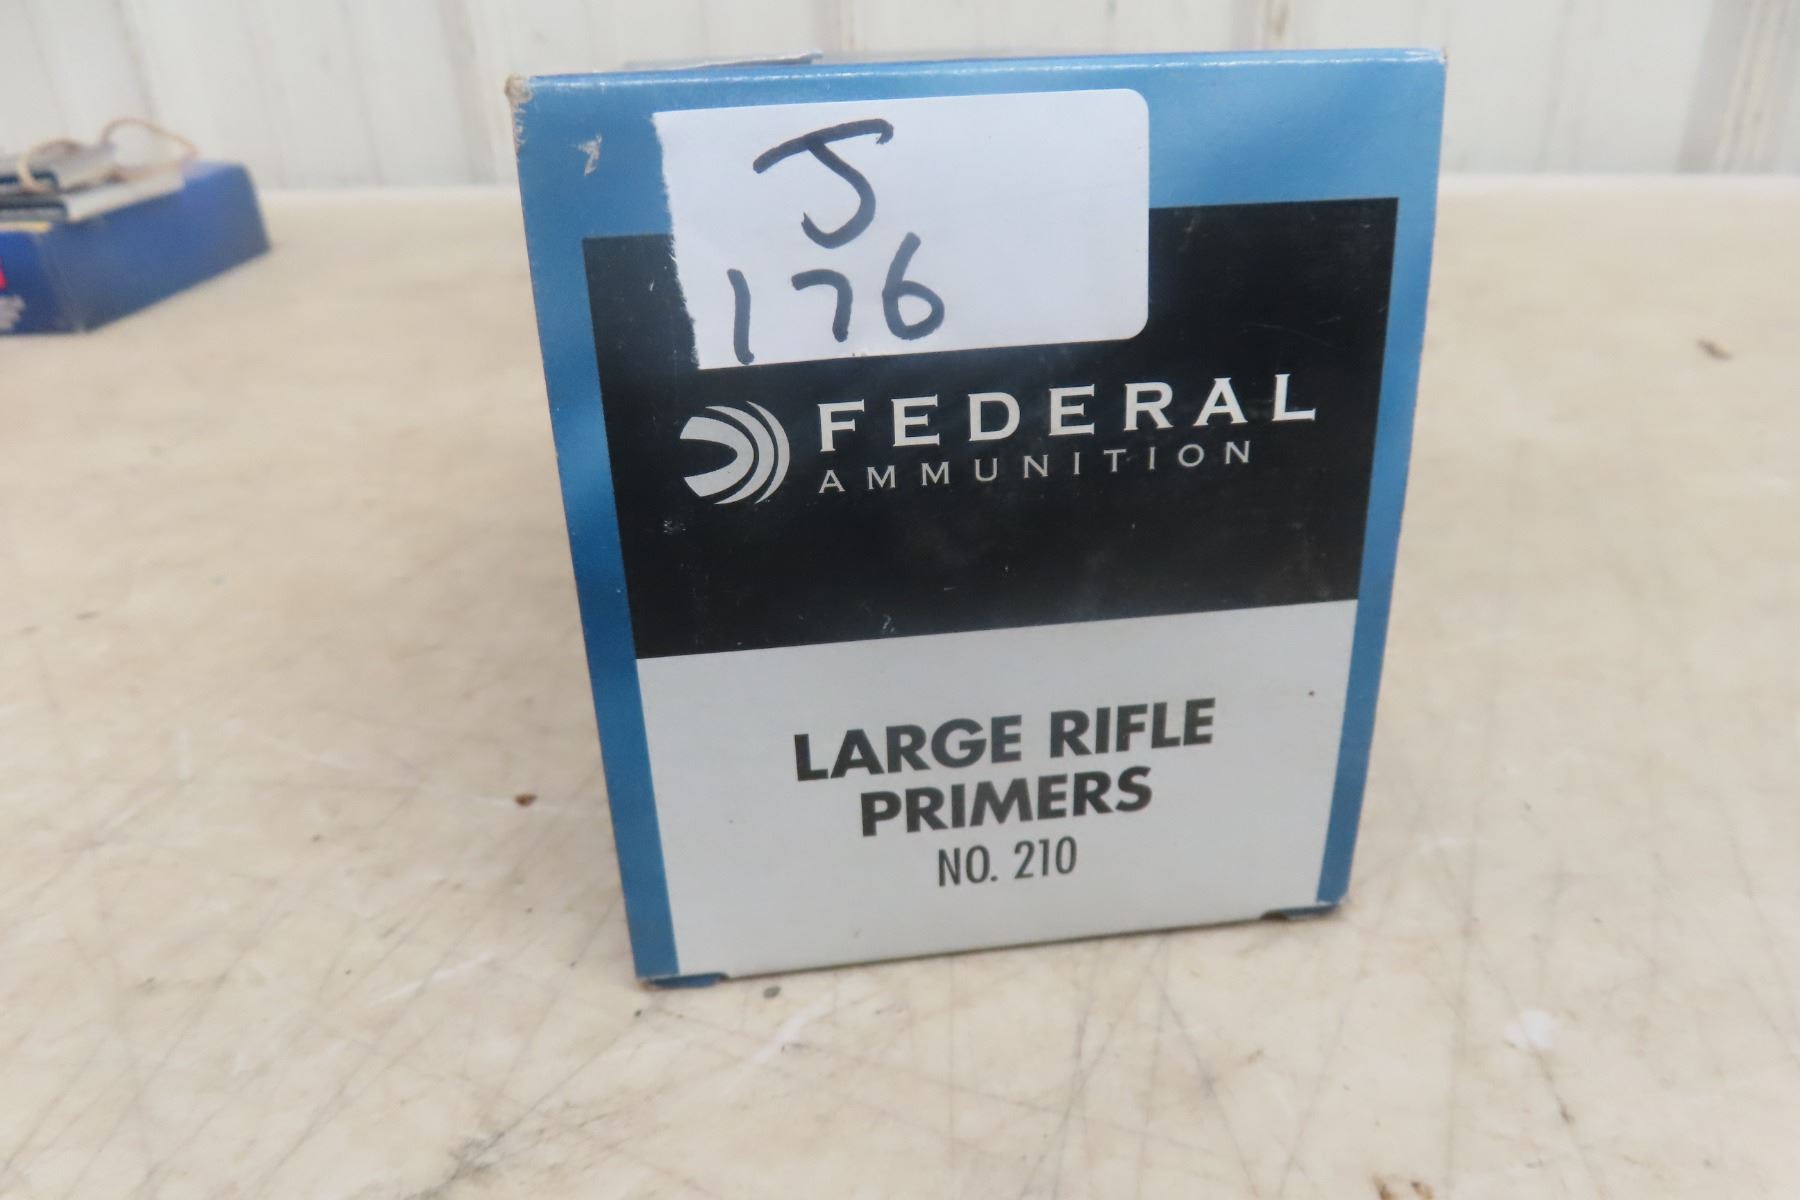 J
176
FEDERAL
AMMUNITION
LARGE RIFLE
PRIMERS
NO. 210